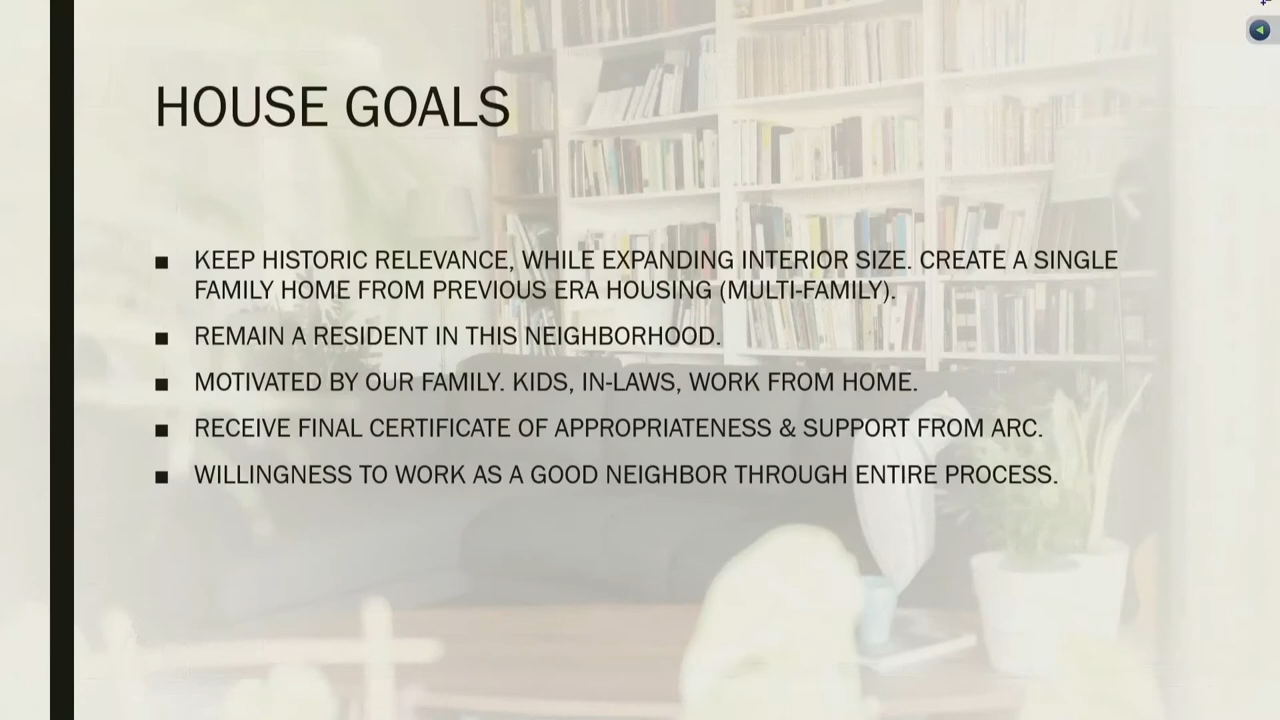 HOUSE GOALS
■ KEEP HISTORIC RELEVANCE, WHILE EXPANDING INTERIOR SIZE. CREATE A SINGLE
FAMILY HOME FROM PREVIOUS ERA HOUSING (MULTI-FAMILY).
■ REMAIN A RESIDENT IN THIS NEIGHBORHOOD.
■ MOTIVATED BY OUR FAMILY. KIDS, IN-LAWS, WORK FROM HOME.
■ RECEIVE FINAL CERTIFICATE OF APPROPRIATENESS & SUPPORT FROM ARC.
■ WILLINGNESS TO WORK AS A GOOD NEIGHBOR THROUGH ENTIRE PROCESS.